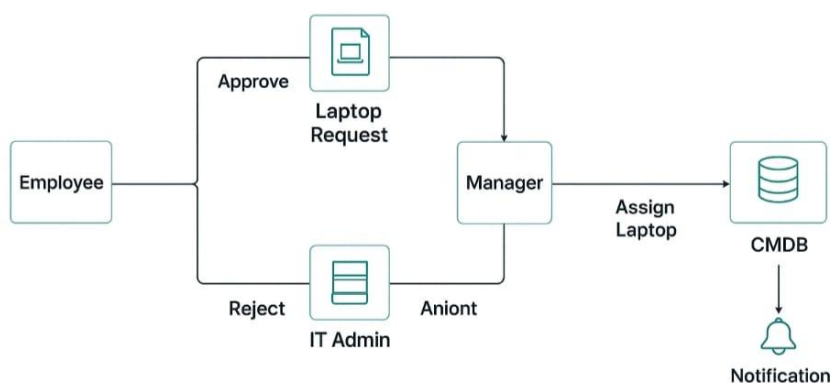 Approve
Laptop
Request
Employee
Manager
Assign
Laptop
CMDB
Reject
Aniont
IT Admin
Notification